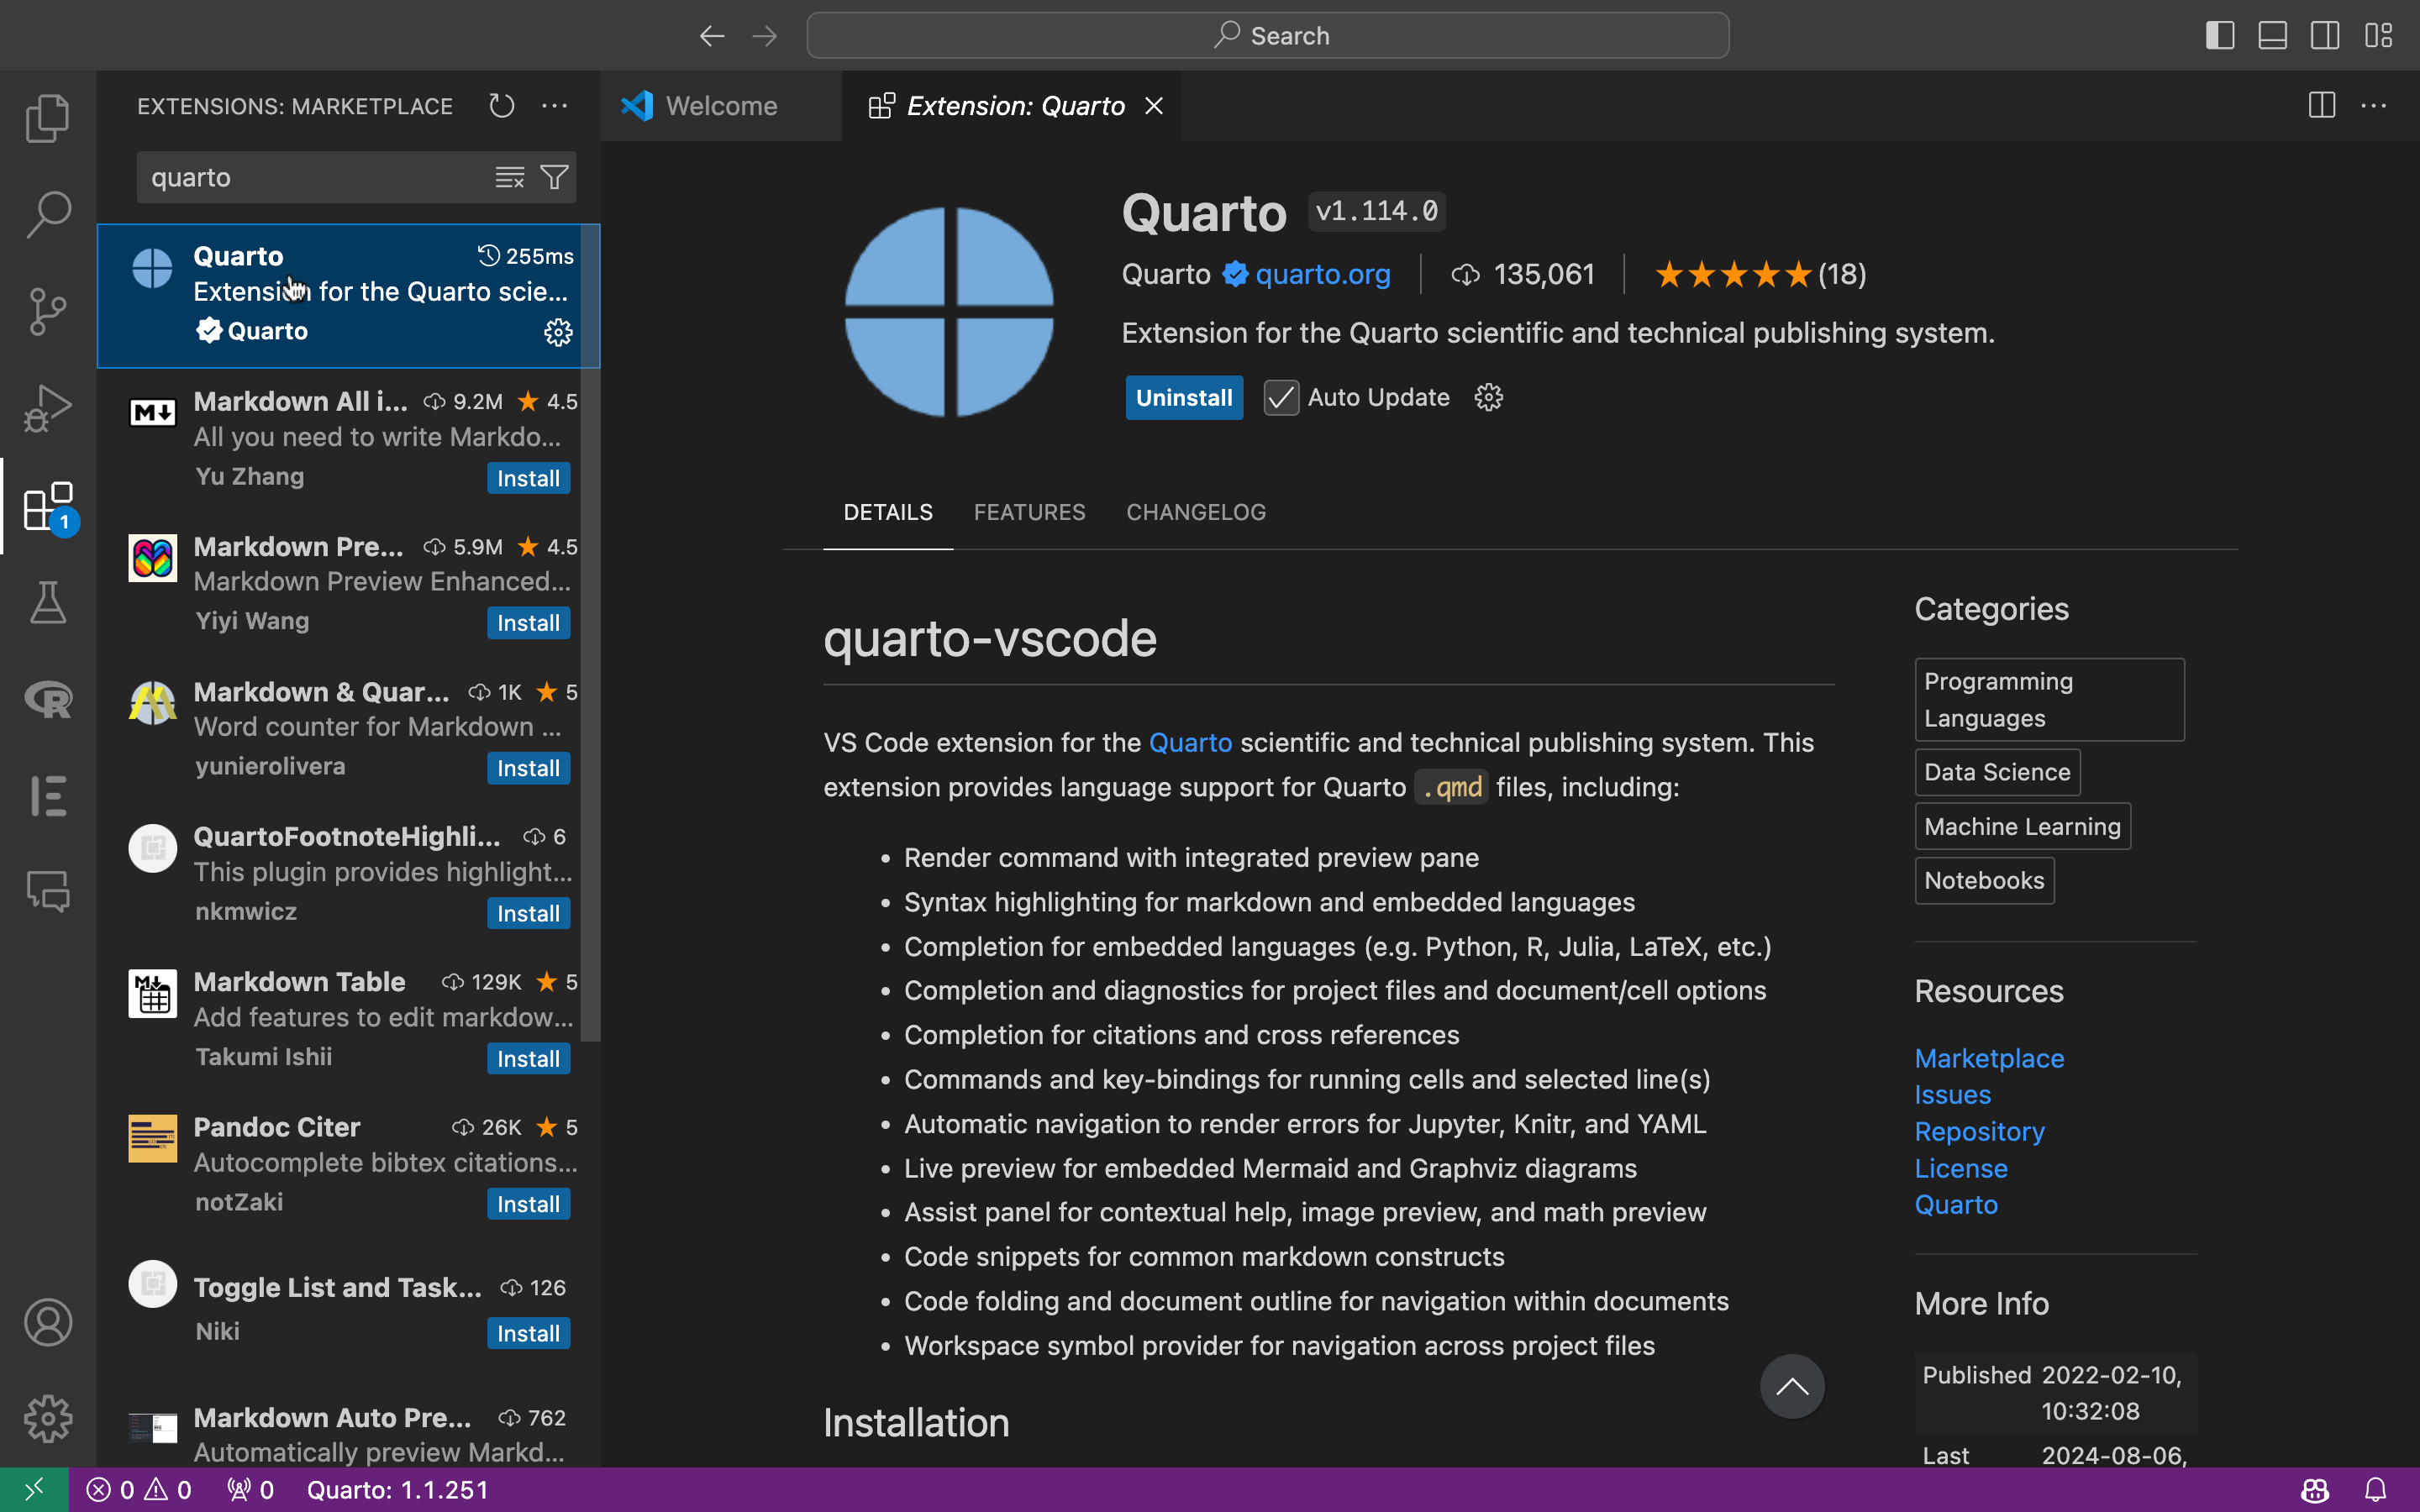 Search
EXTENSIONS: MARKETPLACE
Welcome
Extension: Quarto
quarto
Quarto
255ms
Extension for the Quarto scie...
Quarto
Markdown All i...
9.2M
4.5
All you need to write Markdo...
Yu Zhang
Install
Markdown Pre...
5.9M
4.5
Markdown Preview Enhanced...
Yiyi Wang
Install
Markdown & Quar...
1K
5
Word counter for Markdown ...
yunierolivera
Install
QuartoFootnoteHighli...
6
This plugin provides highlight...
nkmwicz
Install
Markdown Table
129K
5
Add features to edit markdow...
Takumi Ishii
Install
Pandoc Citer
26K
5
Autocomplete bibtex citations...
notZaki
Install
Toggle List and Task...
126
Niki
Install
Markdown Auto Pre...
762
Automatically preview Markd...
1
Quarto v1.114.0
Quarto quarto.org 135,061 (18)
Extension for the Quarto scientific and technical publishing system.
Uninstall Auto Update
DETAILS FEATURES CHANGELOG
quarto-vscode
VS Code extension for the Quarto scientific and technical publishing system. This
extension provides language support for Quarto .qmd files, including:
• Render command with integrated preview pane
• Syntax highlighting for markdown and embedded languages
• Completion for embedded languages (e.g. Python, R, Julia, LaTeX, etc.)
• Completion and diagnostics for project files and document/cell options
• Completion for citations and cross references
• Commands and key-bindings for running cells and selected line(s)
• Automatic navigation to render errors for Jupyter, Knitr, and YAML
• Live preview for embedded Mermaid and Graphviz diagrams
• Assist panel for contextual help, image preview, and math preview
• Code snippets for common markdown constructs
• Code folding and document outline for navigation within documents
• Workspace symbol provider for navigation across project files
Installation
Categories
Programming
Languages
Data Science
Machine Learning
Notebooks
Resources
Marketplace
Issues
Repository
License
Quarto
More Info
Published 2022-02-10,
10:32:08
Last 2024-08-06,
0 0 0 Quarto: 1.1.251